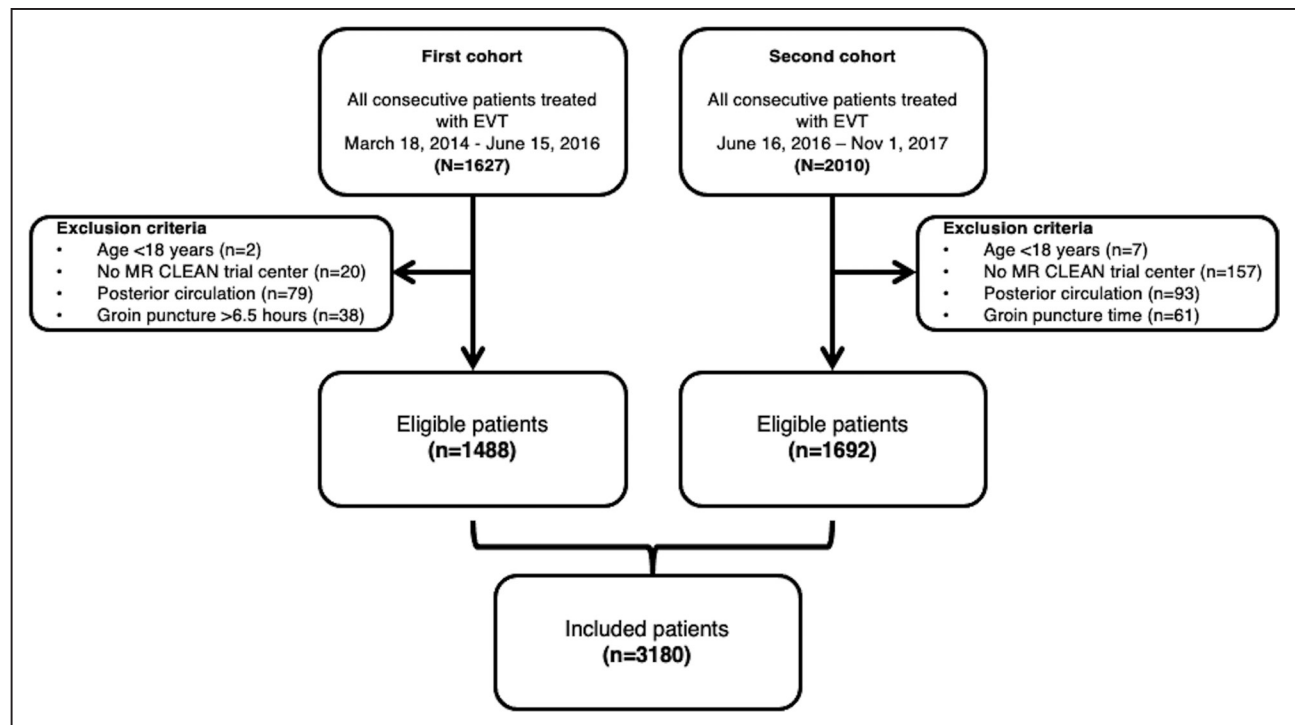 First cohort
All consecutive patients treated
with EVT
March 18, 2014 - June 15, 2016
(N=1627)
Second cohort
All consecutive patients treated
with EVT
June 16, 2016 – Nov 1, 2017
(N=2010)
Exclusion criteria
• Age <18 years (n=2)
• No MR CLEAN trial center (n=20)
• Posterior circulation (n=79)
• Groin puncture >6.5 hours (n=38)
Exclusion criteria
• Age <18 years (n=7)
• No MR CLEAN trial center (n=157)
• Posterior circulation (n=93)
• Groin puncture time (n=61)
Eligible patients
(n=1488)
Eligible patients
(n=1692)
Included patients
(n=3180)